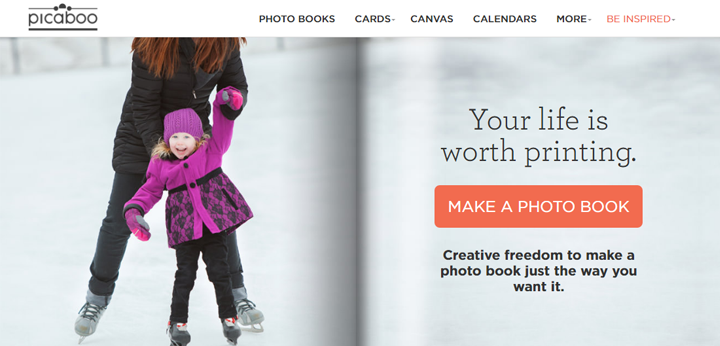 picaboo
PHOTO BOOKS CARDS CANVAS CALENDARS MORE BE INSPIRED
Your life is
worth printing.
MAKE A PHOTO BOOK
Creative freedom to make a
photo book just the way you
want it.